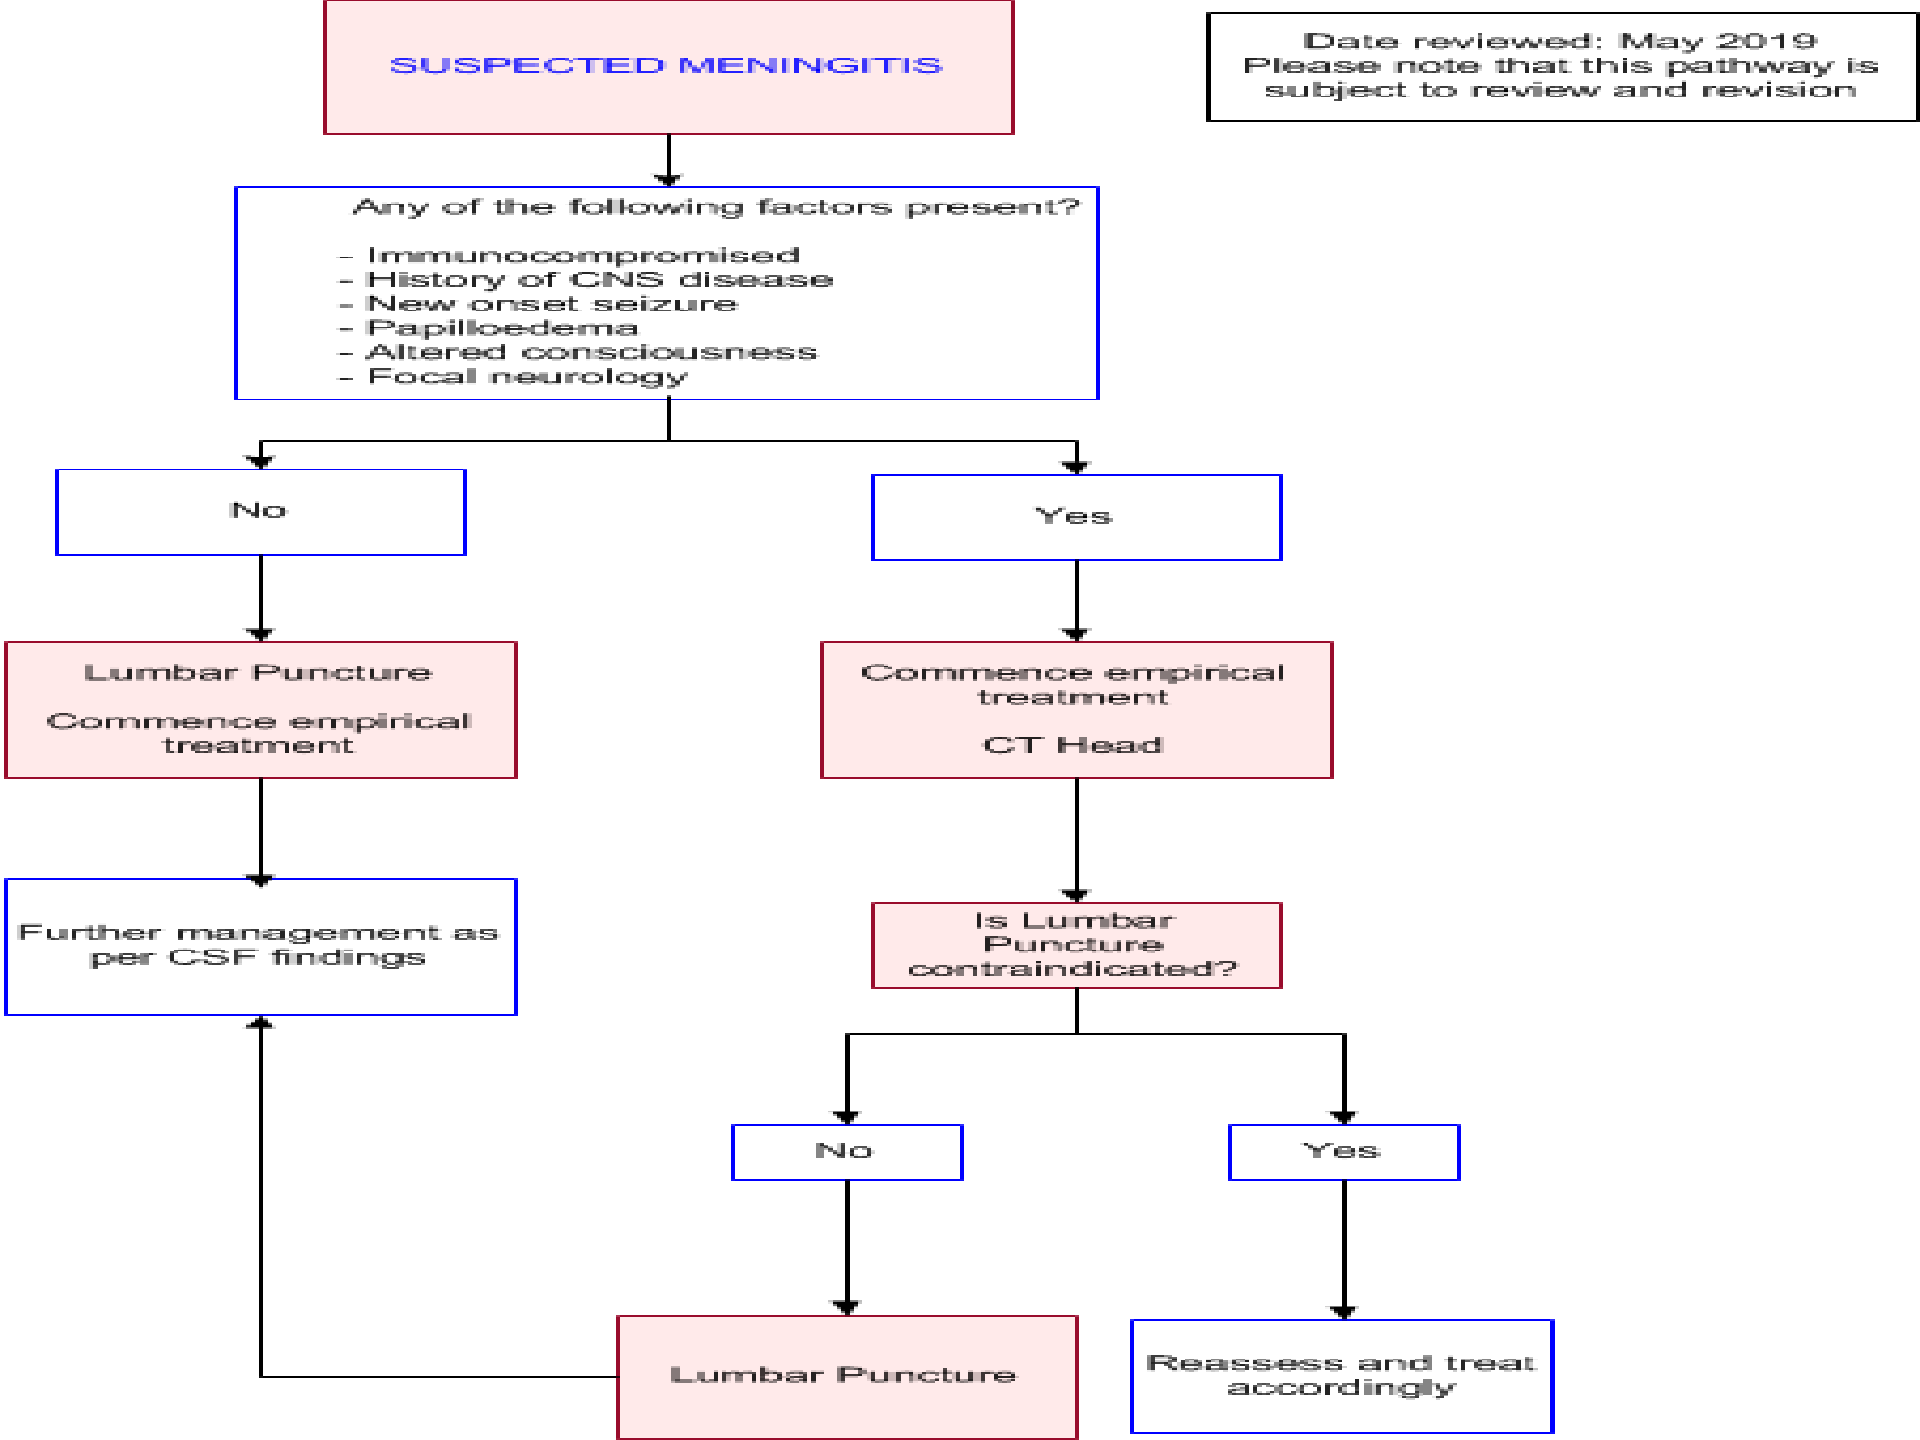 SUSPECTED MENINGITIS
Date reviewed: May 2019
Please note that this pathway is
subject to review and revision
Any of the following factors present?
- Immunocompromised
- History of CNS disease
- New onset seizure
- Papilloedema
- Altered consciousness
- Focal neurology
No
Yes
Lumbar Puncture
Commence empirical
treatment
Commence empirical
treatment
CT Head
Further management as
per CSF findings
Is Lumbar
Puncture
contraindicated?
No
Yes
Lumbar Puncture
Reassess and treat
accordingly